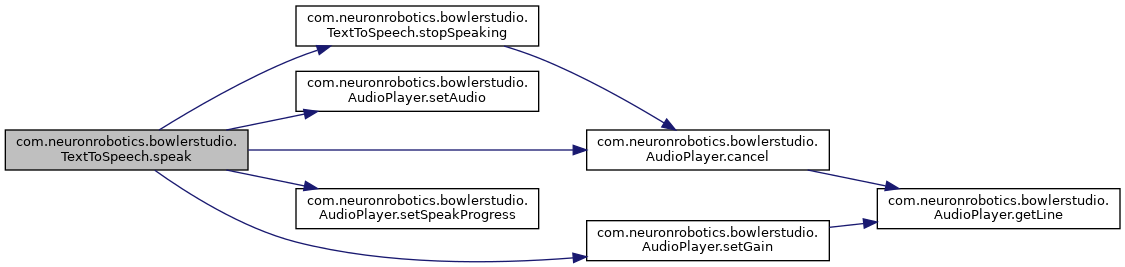 com.neuronrobotics.bowlerstudio.
TextToSpeech.stopSpeaking
com.neuronrobotics.bowlerstudio.
AudioPlayer.setAudio
com.neuronrobotics.bowlerstudio.
TextToSpeech.speak
com.neuronrobotics.bowlerstudio.
AudioPlayer.cancel
com.neuronrobotics.bowlerstudio.
AudioPlayer.setSpeakProgress
com.neuronrobotics.bowlerstudio.
AudioPlayer.getLine
com.neuronrobotics.bowlerstudio.
AudioPlayer.setGain